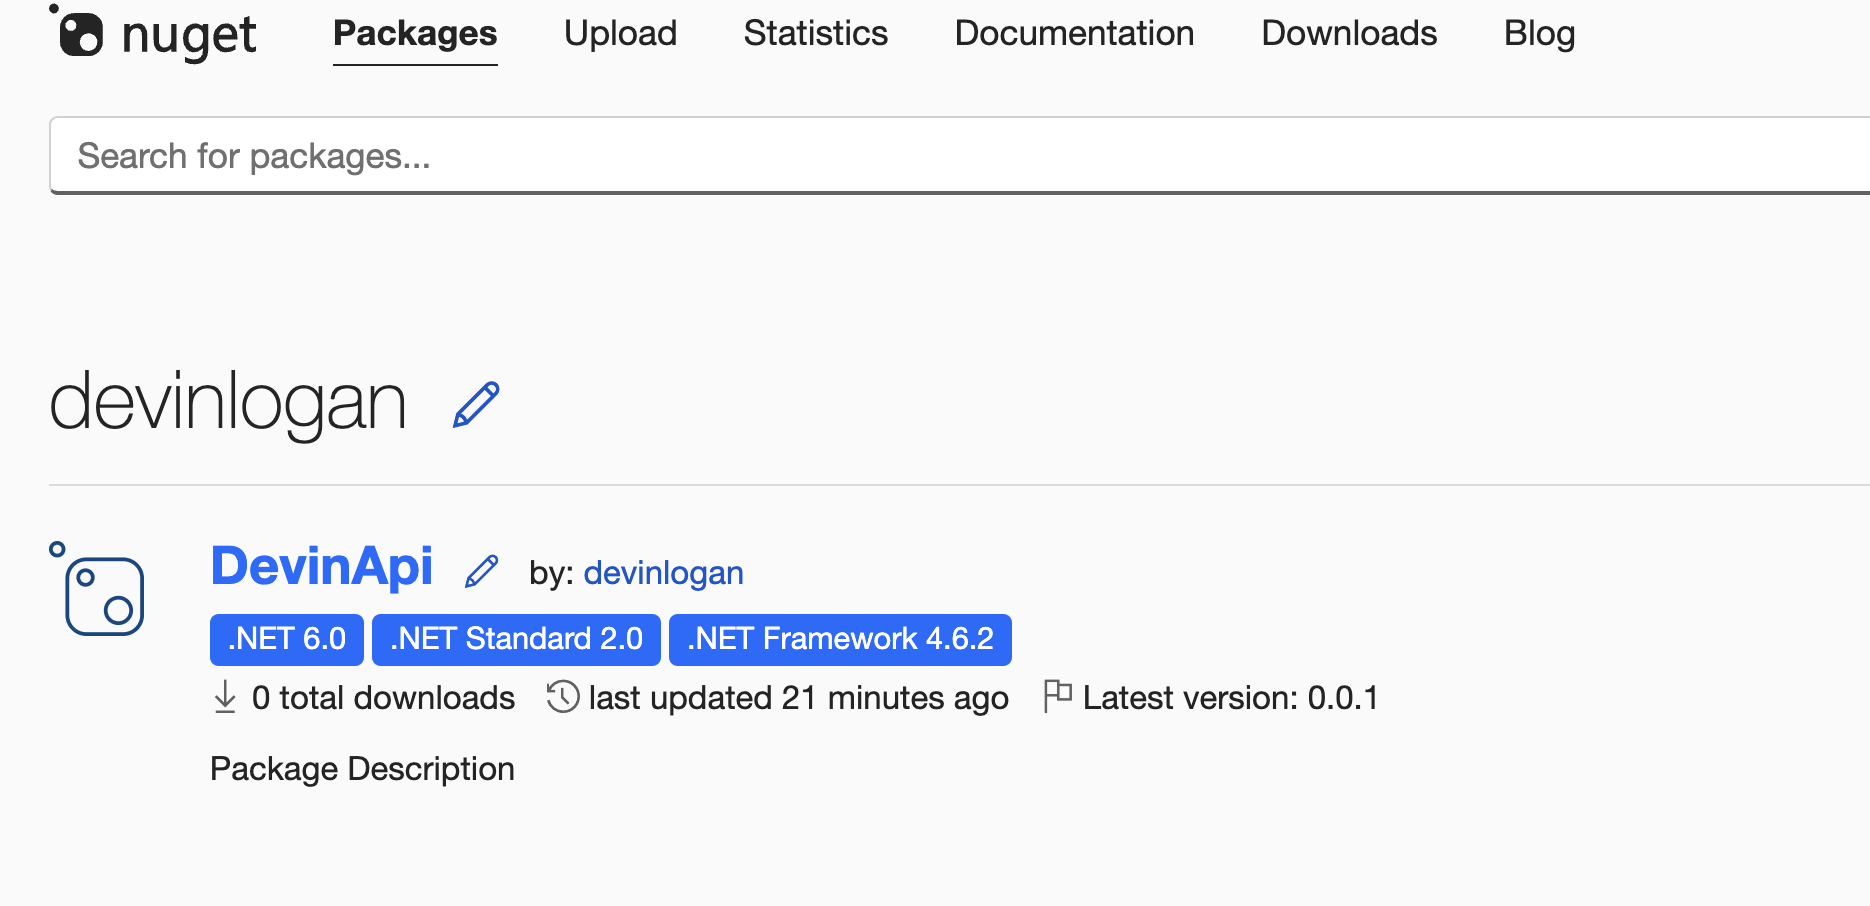 nuget Packages Upload Statistics Documentation Downloads Blog
Search for packages...
devinlogan
DevinApi by: devinlogan
.NET 6.0 .NET Standard 2.0 .NET Framework 4.6.2
0 total downloads last updated 21 minutes ago Latest version: 0.0.1
Package Description